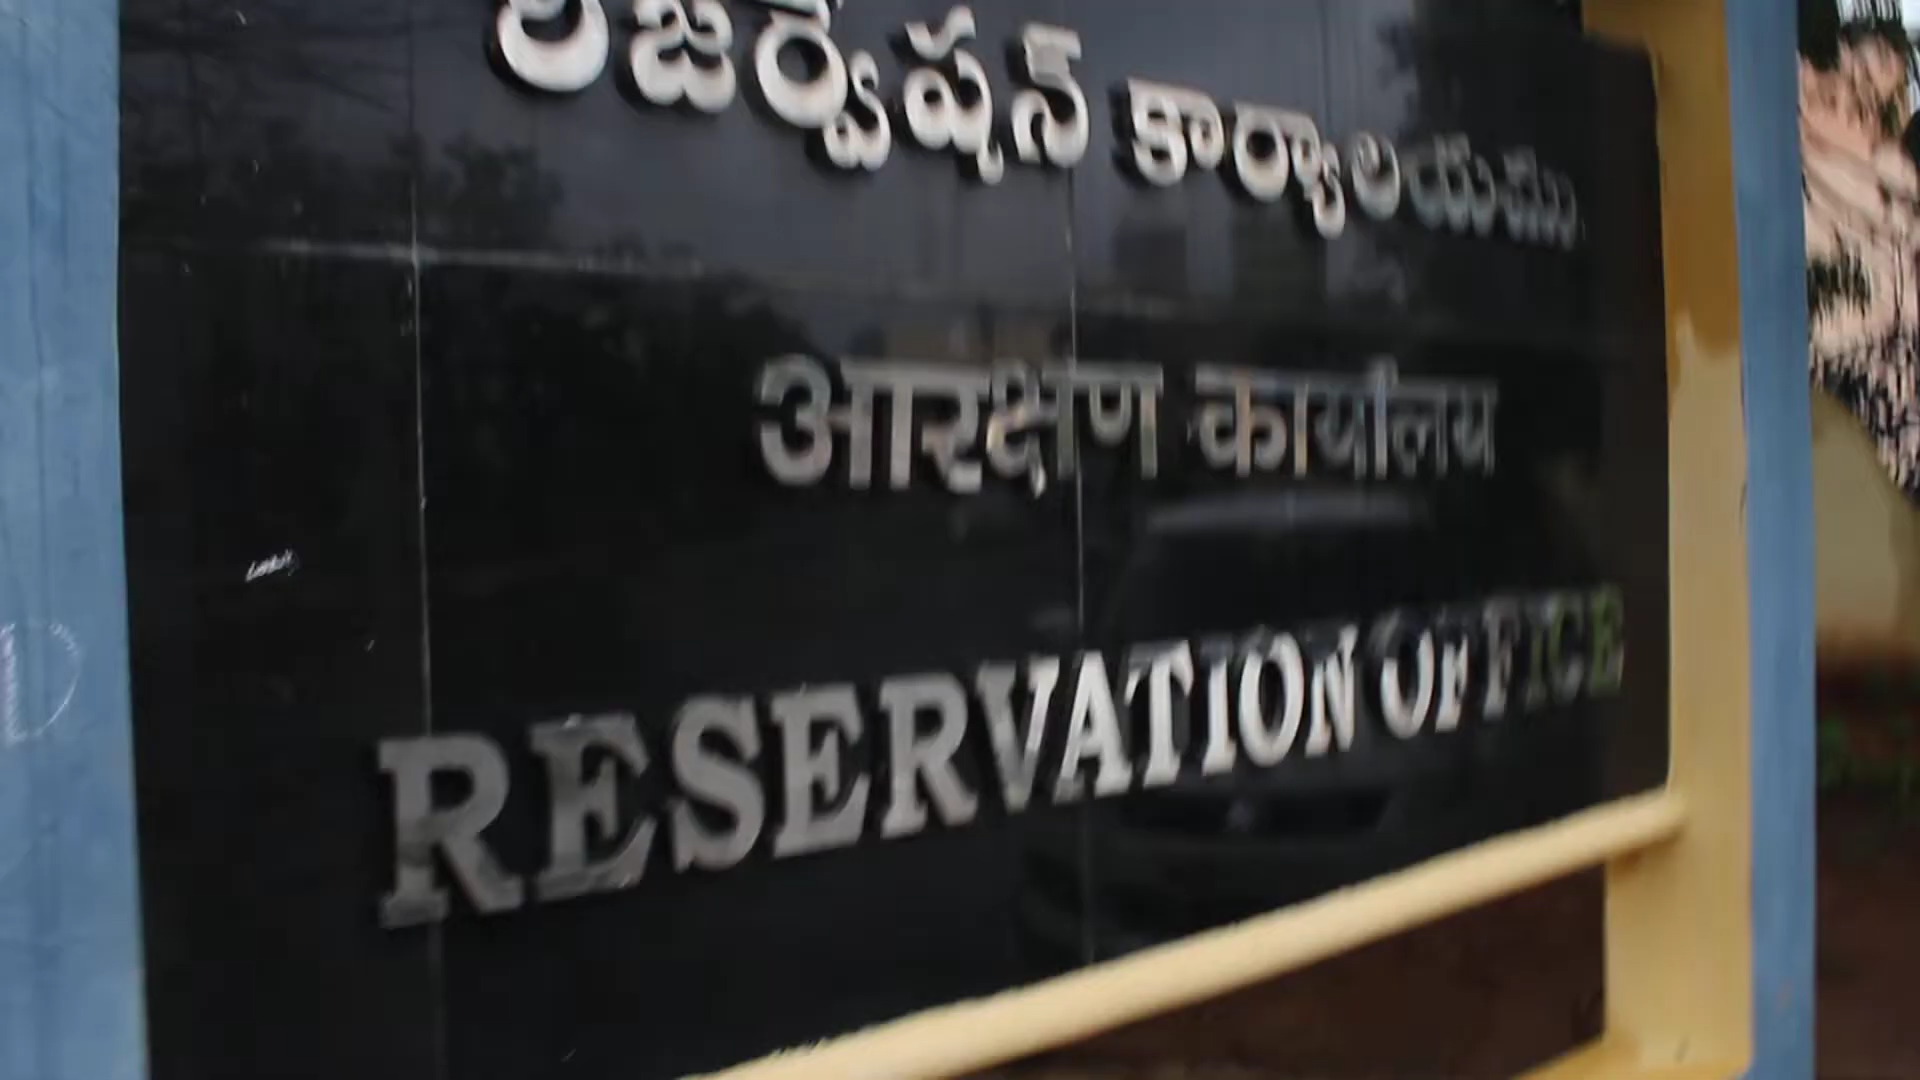 రిజర్వేషన్ కార్యాలయము
आरक्षण कार्यालय
RESERVATION OFFICE